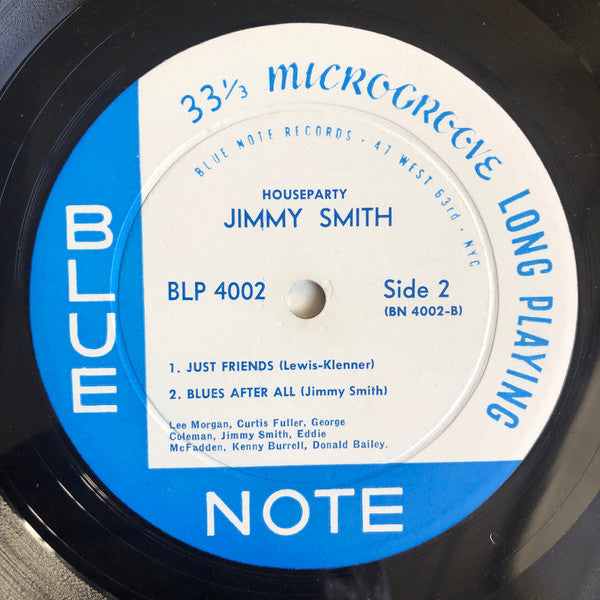 33⅓ MICROGROOVE LONG PLAYING
BLUE NOTE RECORDS · 47 WEST 63rd · NYC
HOUSEPARTY
JIMMY SMITH
BLP 4002 Side 2
(BN 4002-B)
1. JUST FRIENDS (Lewis-Klenner)
2. BLUES AFTER ALL (Jimmy Smith)
Lee Morgan, Curtis Fuller, George
Coleman, Jimmy Smith, Eddie
McFadden, Kenny Burrell, Donald Bailey.
BLUE
NOTE